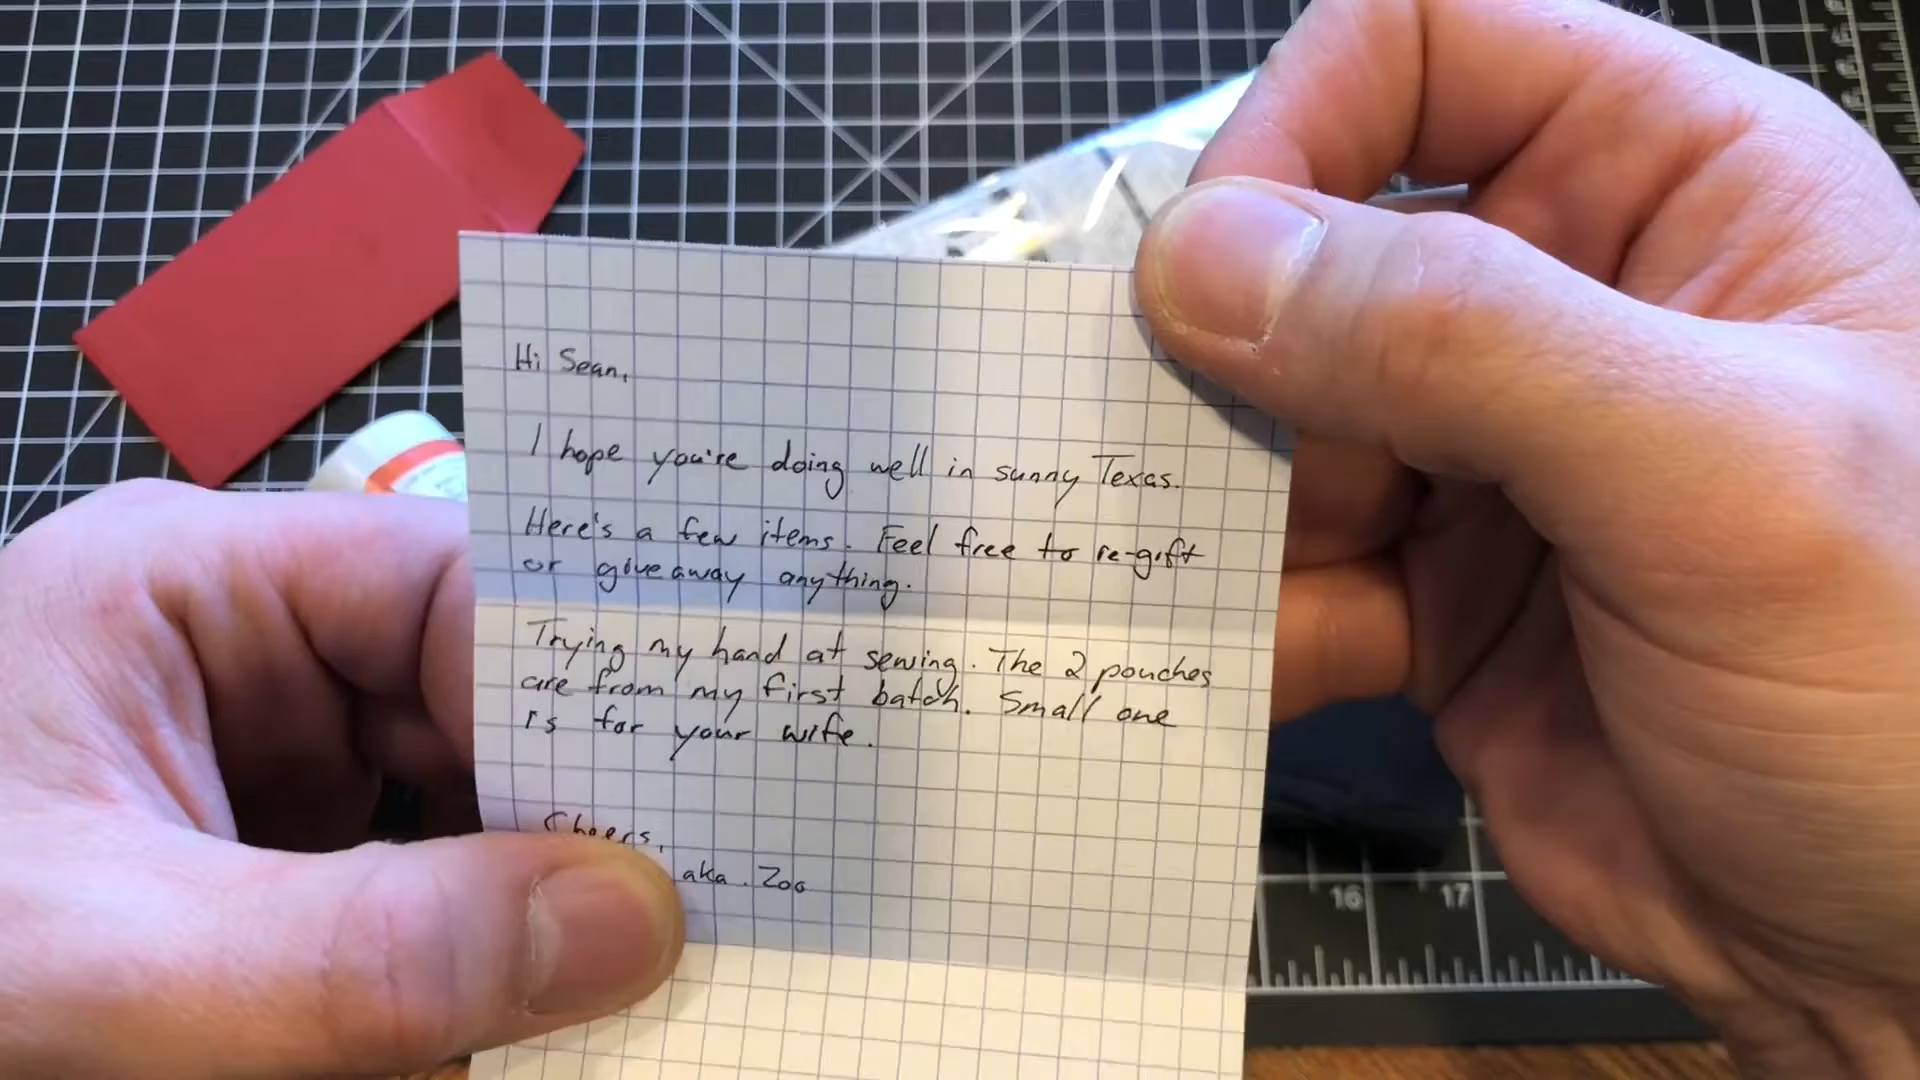 Hi Sean,
I hope you're doing well in sunny Texas.
Here's a few items. Feel free to re-gift
or give away anything.
Trying my hand at sewing. The 2 pouches
are from my first batch. Small one
is for your wife.
Cheers,
aka. Zoo
16 17